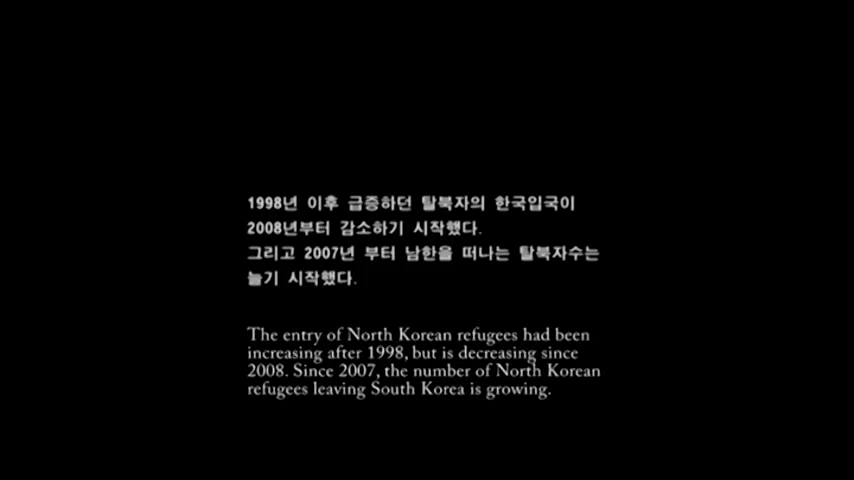 1998년 이후 급증하던 탈북자의 한국입국이
2008년부터 감소하기 시작했다.
그리고 2007년 부터 남한을 떠나는 탈북자수는
늘기 시작했다.
The entry of North Korean refugees had been
increasing after 1998, but is decreasing since
2008. Since 2007, the number of North Korean
refugees leaving South Korea is growing.